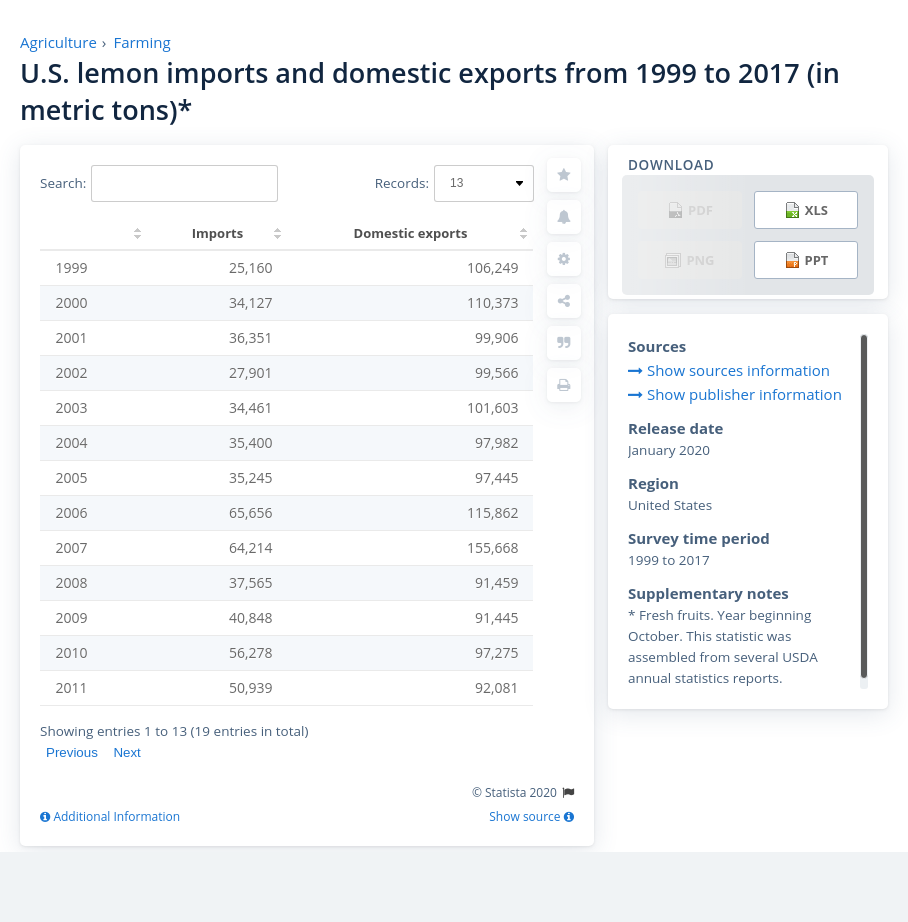 Agriculture › Farming
U.S. lemon imports and domestic exports from 1999 to 2017 (in
metric tons)*
Search:
Records: 13
Imports Domestic exports
1999 25,160 106,249
2000 34,127 110,373
2001 36,351 99,906
2002 27,901 99,566
2003 34,461 101,603
2004 35,400 97,982
2005 35,245 97,445
2006 65,656 115,862
2007 64,214 155,668
2008 37,565 91,459
2009 40,848 91,445
2010 56,278 97,275
2011 50,939 92,081
Showing entries 1 to 13 (19 entries in total)
Previous Next
© Statista 2020
Additional Information Show source
DOWNLOAD
PDF XLS
PNG PPT
Sources
Show sources information
Show publisher information
Release date
January 2020
Region
United States
Survey time period
1999 to 2017
Supplementary notes
* Fresh fruits. Year beginning
October. This statistic was
assembled from several USDA
annual statistics reports.